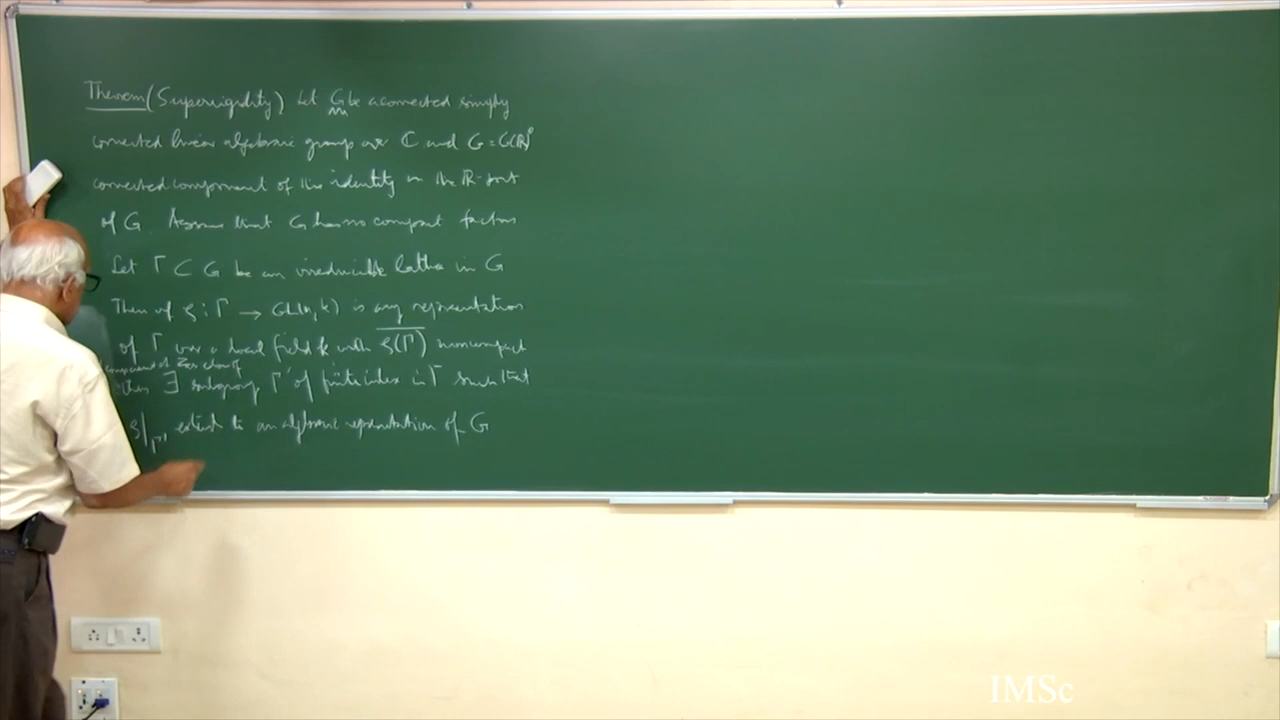 Theorem (Superrigidity) Let G be a connected simply
connected linear algebraic group over ℂ and G = G(ℝ)⁰
connected component of the identity in the ℝ-points
of G. Assume that G has no compact factors
Let Γ ⊂ G be an irreducible lattice in G
Then if ρ : Γ → GL(n, k) is any representation
of Γ over a local field k with \overline{ρ(Γ)} noncompact
component of Zar. closure of
then ∃ subgroup Γ' of finite index in Γ such that
ρ|Γ' extends to an algebraic representation of G
IMSc